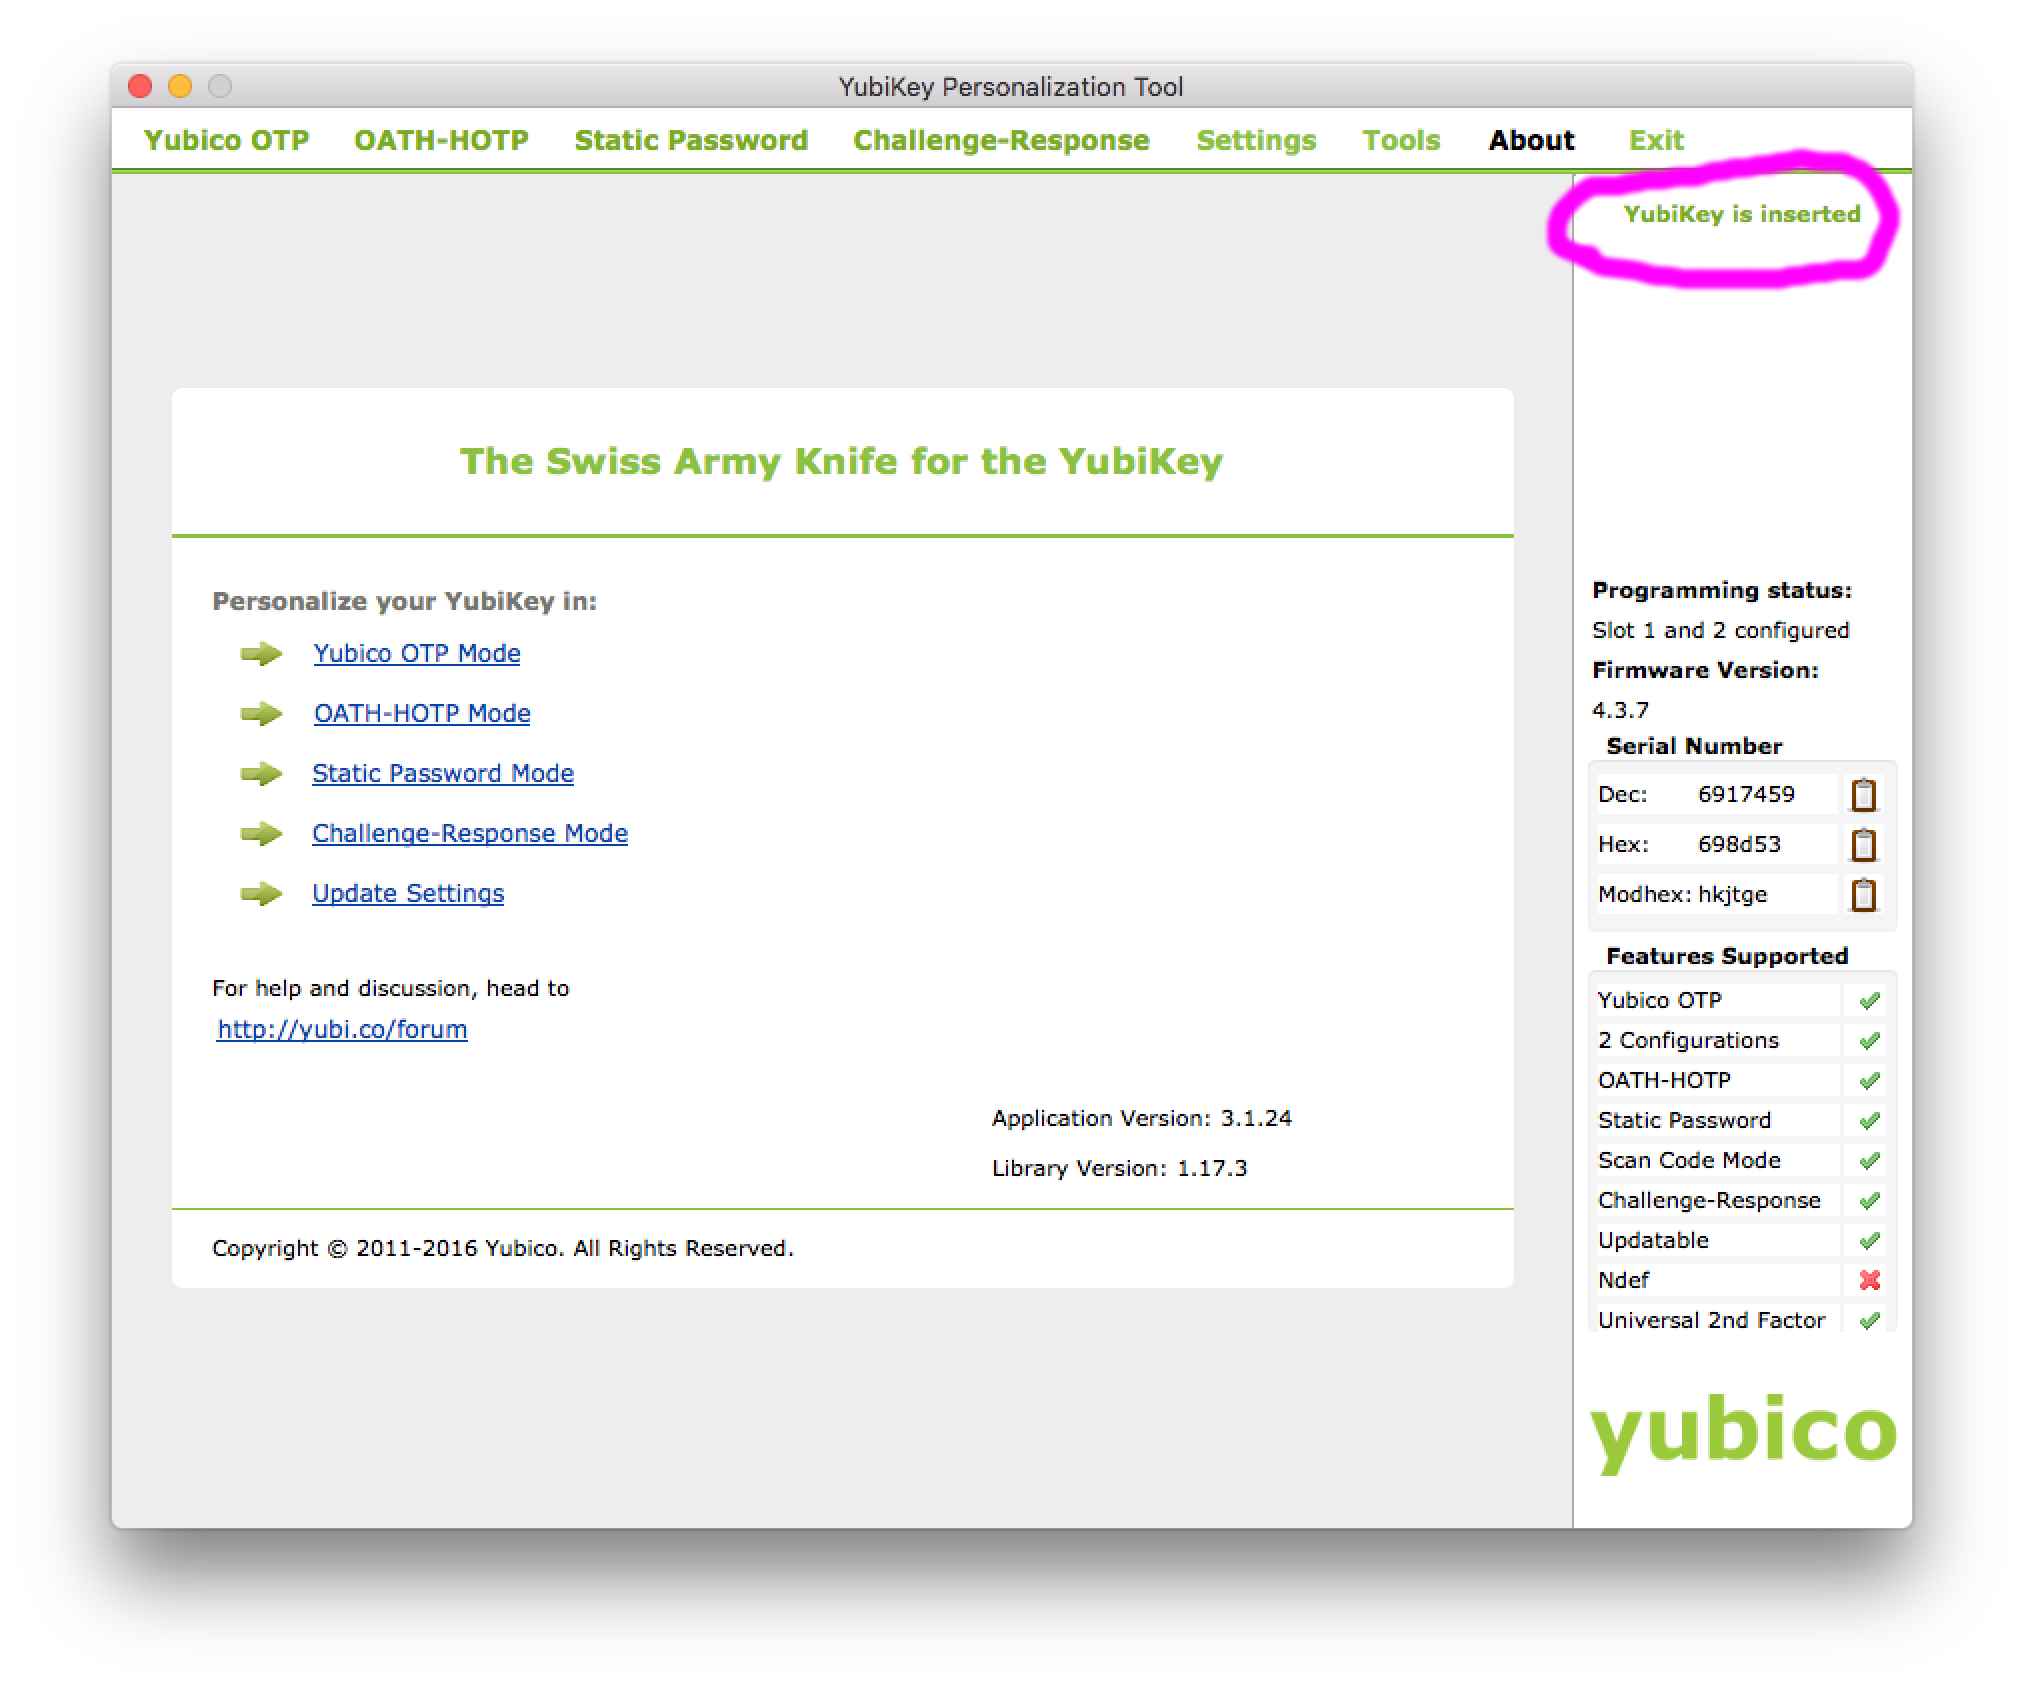 YubiKey Personalization Tool
Yubico OTP OATH-HOTP Static Password Challenge-Response Settings Tools About Exit
YubiKey is inserted
The Swiss Army Knife for the YubiKey
Personalize your YubiKey in:
Yubico OTP Mode
OATH-HOTP Mode
Static Password Mode
Challenge-Response Mode
Update Settings
For help and discussion, head to
http://yubi.co/forum
Application Version: 3.1.24
Library Version: 1.17.3
Copyright © 2011-2016 Yubico. All Rights Reserved.
Programming status:
Slot 1 and 2 configured
Firmware Version:
4.3.7
Serial Number
Dec: 6917459
Hex: 698d53
Modhex: hkjtge
Features Supported
Yubico OTP
2 Configurations
OATH-HOTP
Static Password
Scan Code Mode
Challenge-Response
Updatable
Ndef
Universal 2nd Factor
yubico